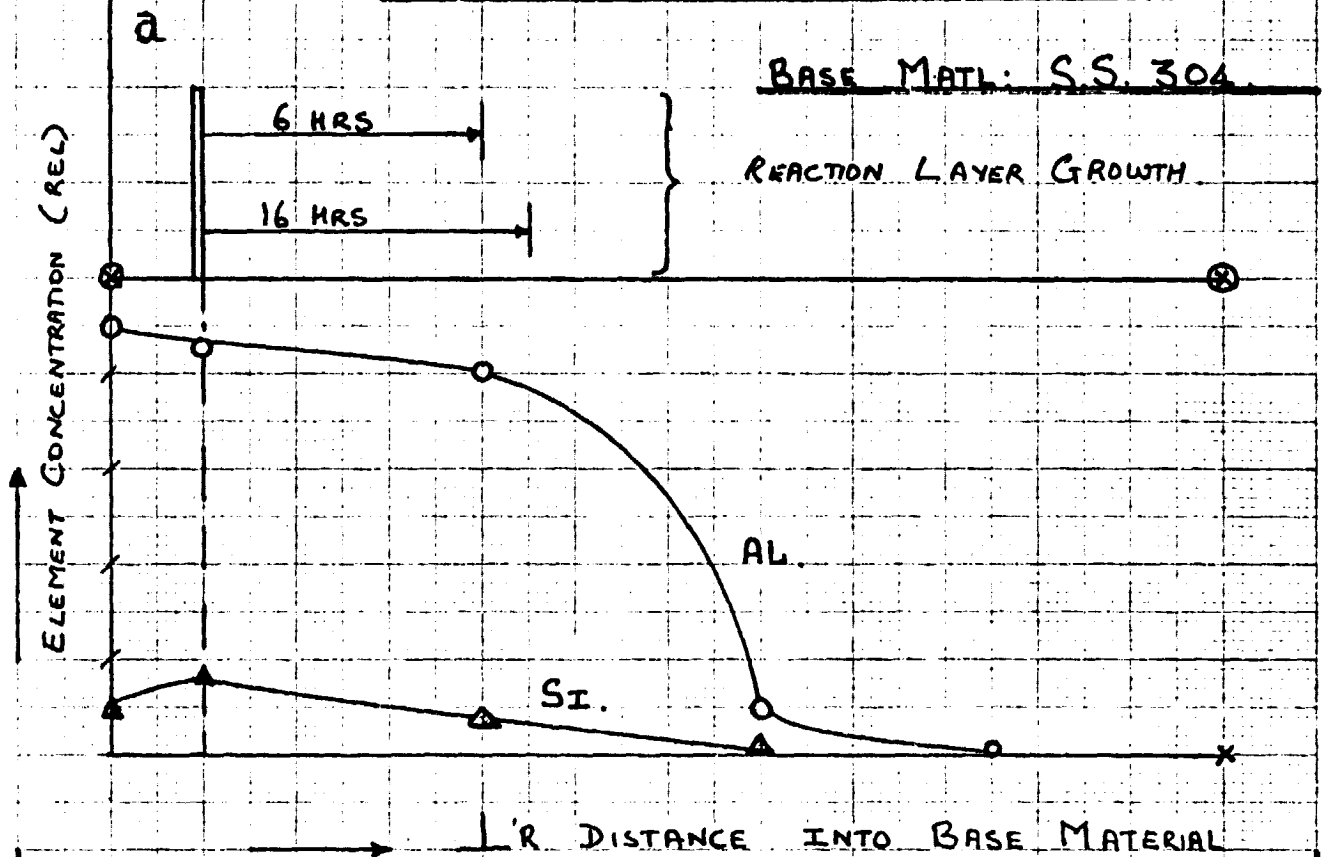 a
BASE MATL: S.S. 304
6 HRS
REACTION LAYER GROWTH
16 HRS
ELEMENT CONCENTRATION (REL)
AL.
SI.
⊥'R DISTANCE INTO BASE MATERIAL